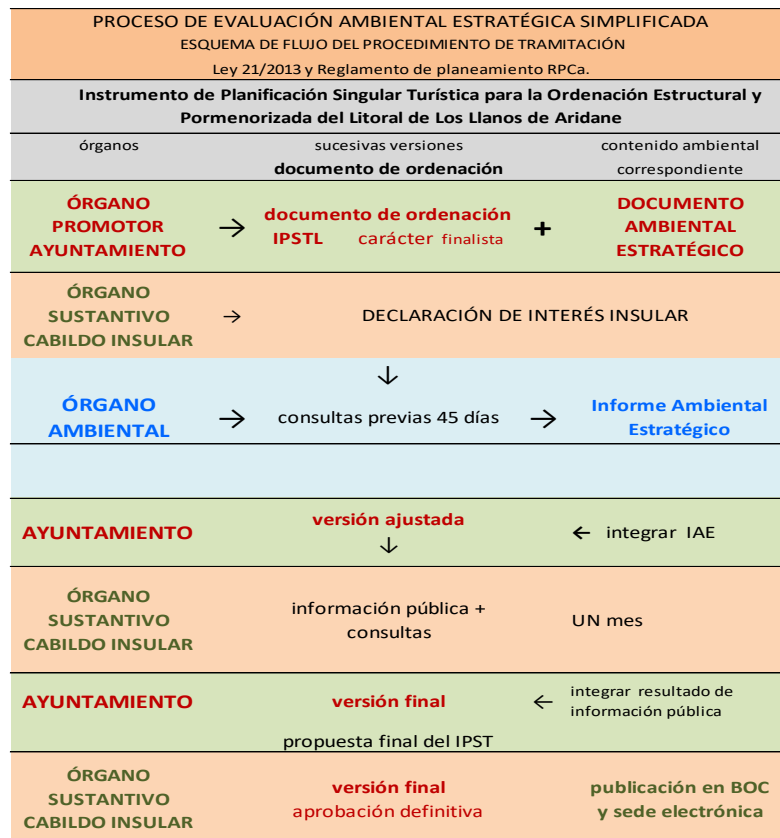 PROCESO DE EVALUACIÓN AMBIENTAL ESTRATÉGICA SIMPLIFICADA
ESQUEMA DE FLUJO DEL PROCEDIMIENTO DE TRAMITACIÓN
Ley 21/2013 y Reglamento de planeamiento RPCa.
Instrumento de Planificación Singular Turística para la Ordenación Estructural y
Pormenorizada del Litoral de Los Llanos de Aridane
órganos
sucesivas versiones
documento de ordenación
contenido ambiental
correspondiente
ÓRGANO
PROMOTOR
AYUNTAMIENTO
→
documento de ordenación
IPSTL carácter finalista
+
DOCUMENTO
AMBIENTAL
ESTRATÉGICO
ÓRGANO
SUSTANTIVO
CABILDO INSULAR
→
DECLARACIÓN DE INTERÉS INSULAR
↓
ÓRGANO
AMBIENTAL
→
consultas previas 45 días
→
Informe Ambiental
Estratégico
AYUNTAMIENTO
versión ajustada
↓
← integrar IAE
ÓRGANO
SUSTANTIVO
CABILDO INSULAR
información pública +
consultas
UN mes
AYUNTAMIENTO
versión final
←
integrar resultado de
información pública
propuesta final del IPST
ÓRGANO
SUSTANTIVO
CABILDO INSULAR
versión final
aprobación definitiva
publicación en BOC
y sede electrónica